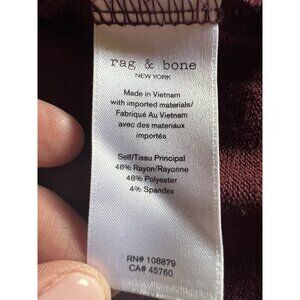 rag & bone
NEW YORK
Made in Vietnam
with imported materials/
Fabriqué Au Vietnam
avec des materiaux
importés
Self/Tissu Principal
48% Rayon/Rayonne
48% Polyester
4% Spandex
RN# 108879
CA# 45760